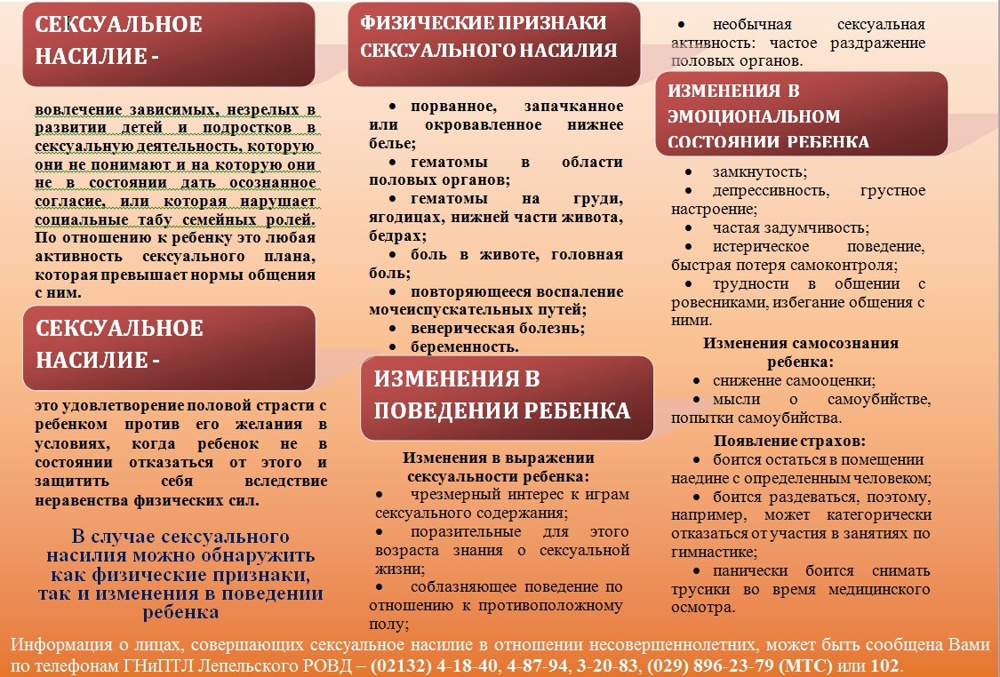 СЕКСУАЛЬНОЕ
НАСИЛИЕ -
вовлечение зависимых, незрелых в
развитии детей и подростков в
сексуальную деятельность, которую
они не понимают и на которую они
не в состоянии дать осознанное
согласие, или которая нарушает
социальные табу семейных ролей.
По отношению к ребенку это любая
активность сексуального плана,
которая превышает нормы общения
с ним.
СЕКСУАЛЬНОЕ
НАСИЛИЕ -
это удовлетворение половой страсти с
ребенком против его желания в
условиях, когда ребенок не в
состоянии отказаться от этого и
защитить себя вследствие
неравенства физических сил.
В случае сексуального
насилия можно обнаружить
как физические признаки,
так и изменения в поведении
ребенка
ФИЗИЧЕСКИЕ ПРИЗНАКИ
СЕКСУАЛЬНОГО НАСИЛИЯ
• порванное, запачканное
или окровавленное нижнее
белье;
• гематомы в области
половых органов;
• гематомы на груди,
ягодицах, нижней части живота,
бедрах;
• боль в животе, головная
боль;
• повторяющееся воспаление
мочеиспускательных путей;
• венерическая болезнь;
• беременность.
ИЗМЕНЕНИЯ В
ПОВЕДЕНИИ РЕБЕНКА
Изменения в выражении
сексуальности ребенка:
• чрезмерный интерес к играм
сексуального содержания;
• поразительные для этого
возраста знания о сексуальной
жизни;
• соблазняющее поведение по
отношению к противоположному
полу;
• необычная сексуальная
активность: частое раздражение
половых органов.
ИЗМЕНЕНИЯ В
ЭМОЦИОНАЛЬНОМ
СОСТОЯНИИ РЕБЕНКА
• замкнутость;
• депрессивность, грустное
настроение;
• частая задумчивость;
• истерическое поведение,
быстрая потеря самоконтроля;
• трудности в общении с
ровесниками, избегание общения с
ними.
Изменения самосознания
ребенка:
• снижение самооценки;
• мысли о самоубийстве,
попытки самоубийства.
Появление страхов:
• боится остаться в помещении
наедине с определенным человеком;
• боится раздеваться, поэтому,
например, может категорически
отказаться от участия в занятиях по
гимнастике;
• панически боится снимать
трусики во время медицинского
осмотра.
Информация о лицах, совершающих сексуальное насилие в отношении несовершеннолетних, может быть сообщена Вами
по телефонам ГНиПТЛ Лепельского РОВД – (02132) 4-18-40, 4-87-94, 3-20-83, (029) 896-23-79 (МТС) или 102.